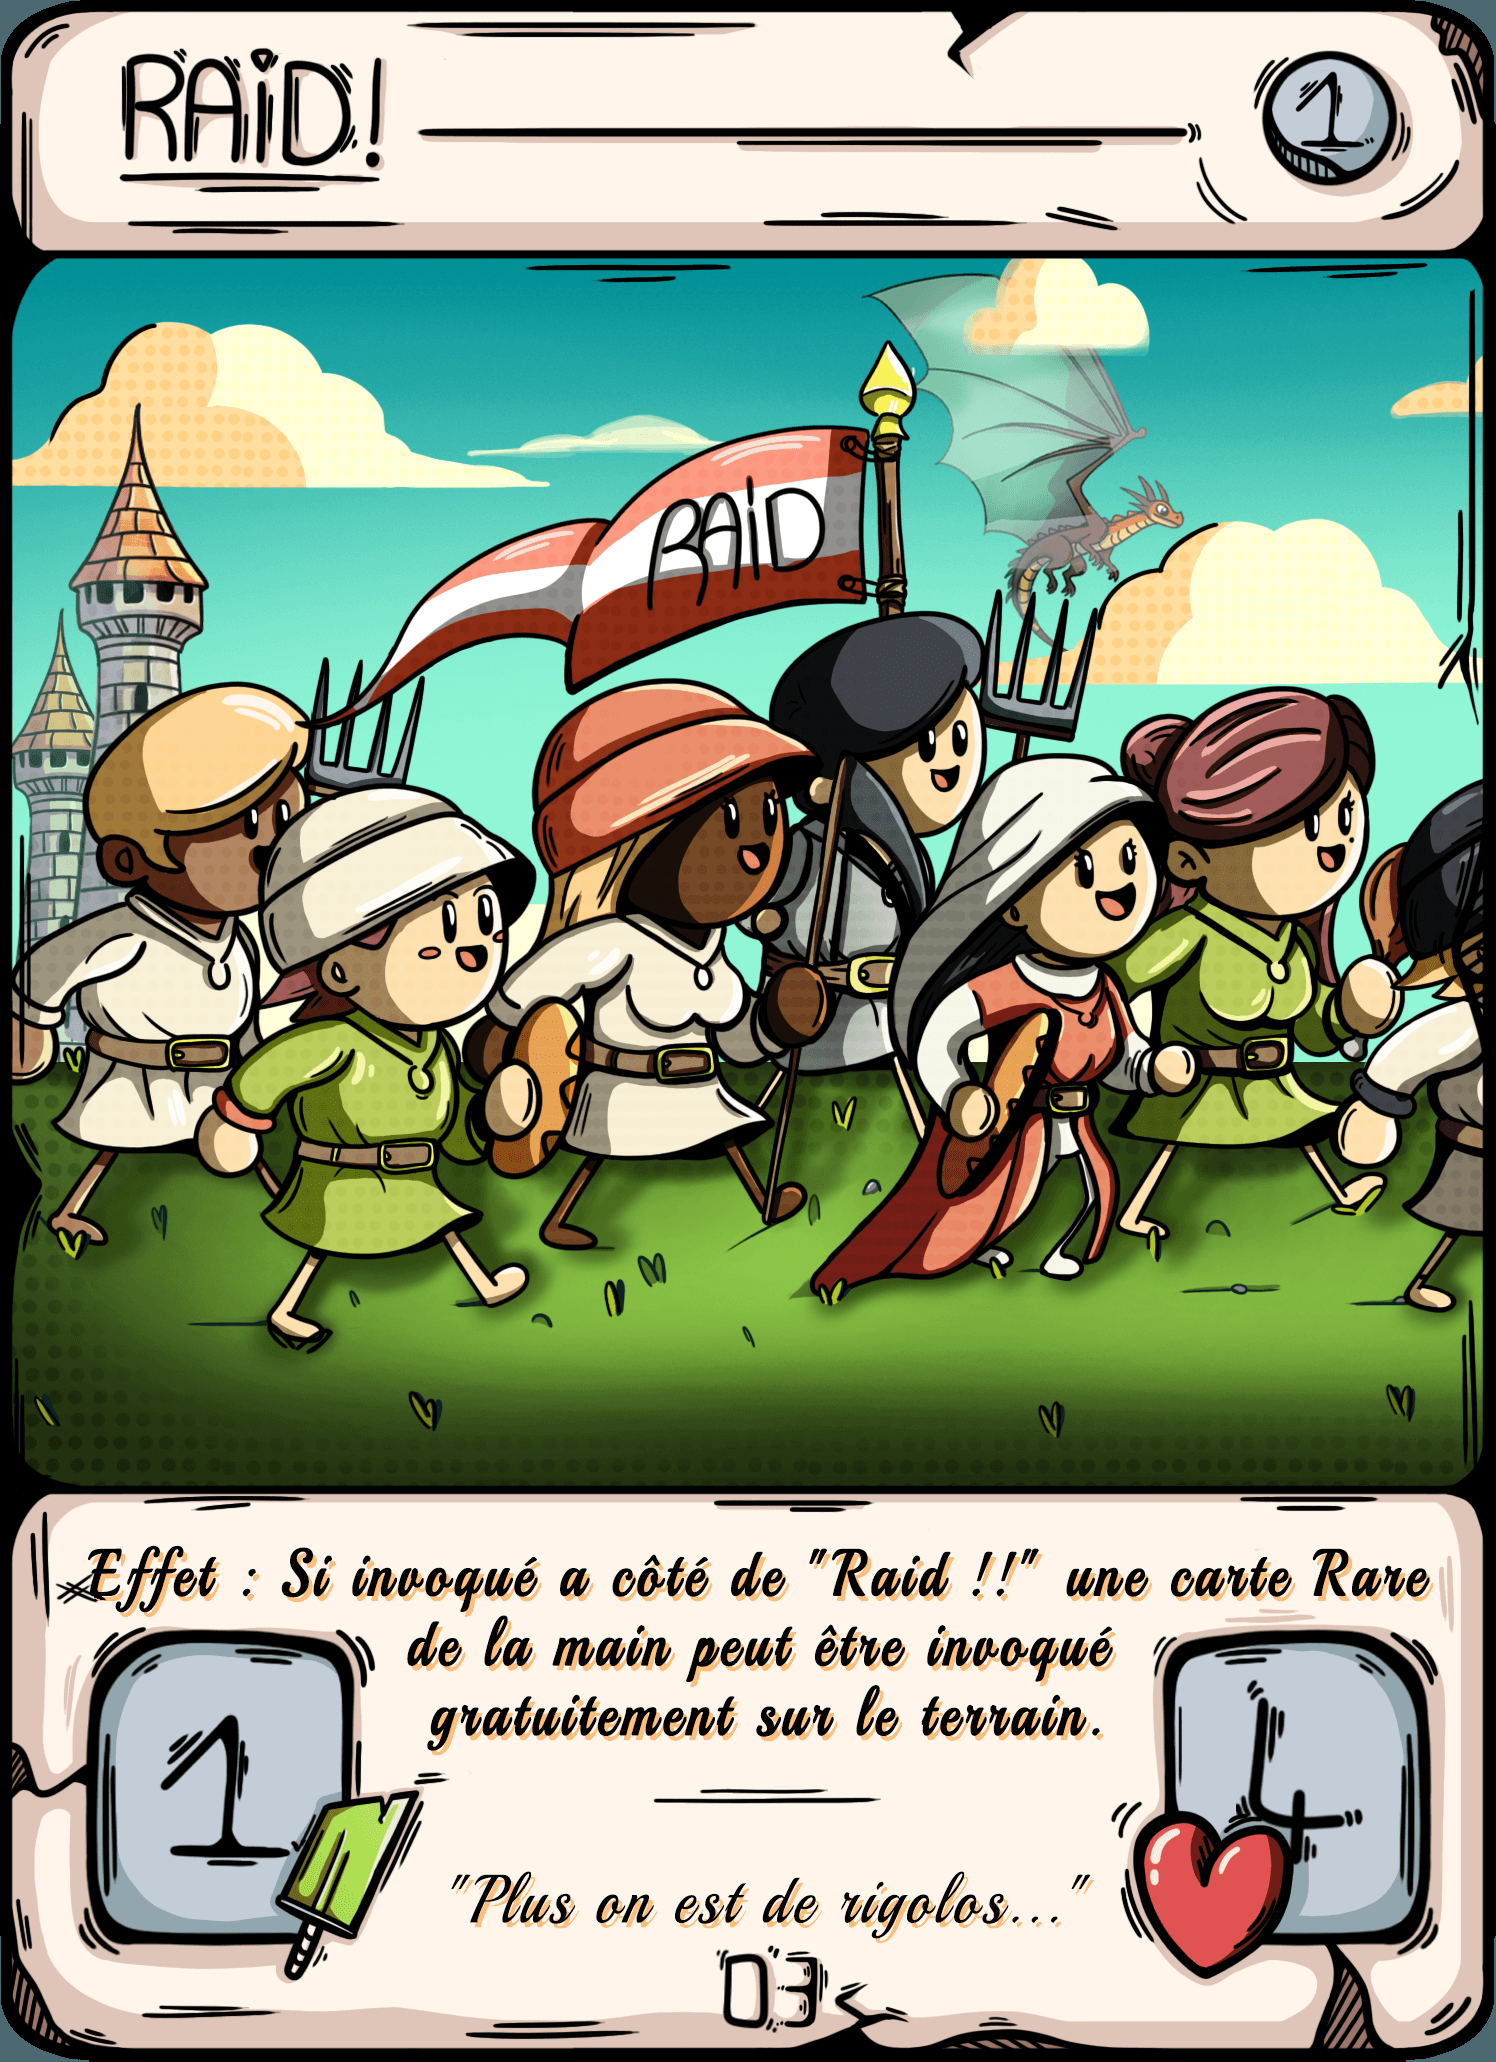 RAiD!
1
RAiD
Effet : Si invoqué a côté de "Raid !!" une carte Rare
de la main peut être invoqué
gratuitement sur le terrain.
1
4
"Plus on est de rigolos..."
03